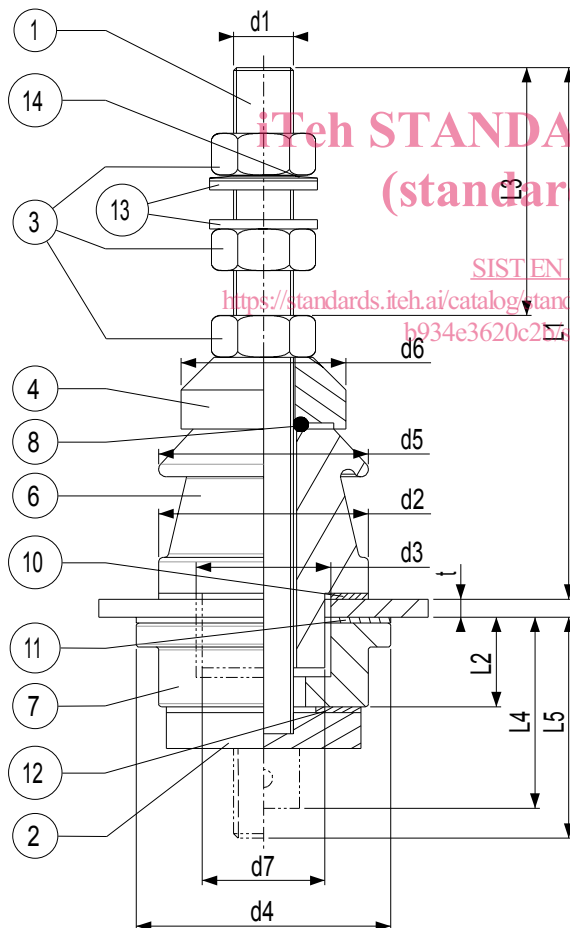 d1
1
14
iTeh STANDA
(standar
3
13
L3
SIST EN
https://standards.iteh.ai/catalog/stand
L1
b934e3620c2b/s
d6
4
8
d5
6
d2
d3
10
t
11
L2
7
L4
L5
12
2
d7
d4